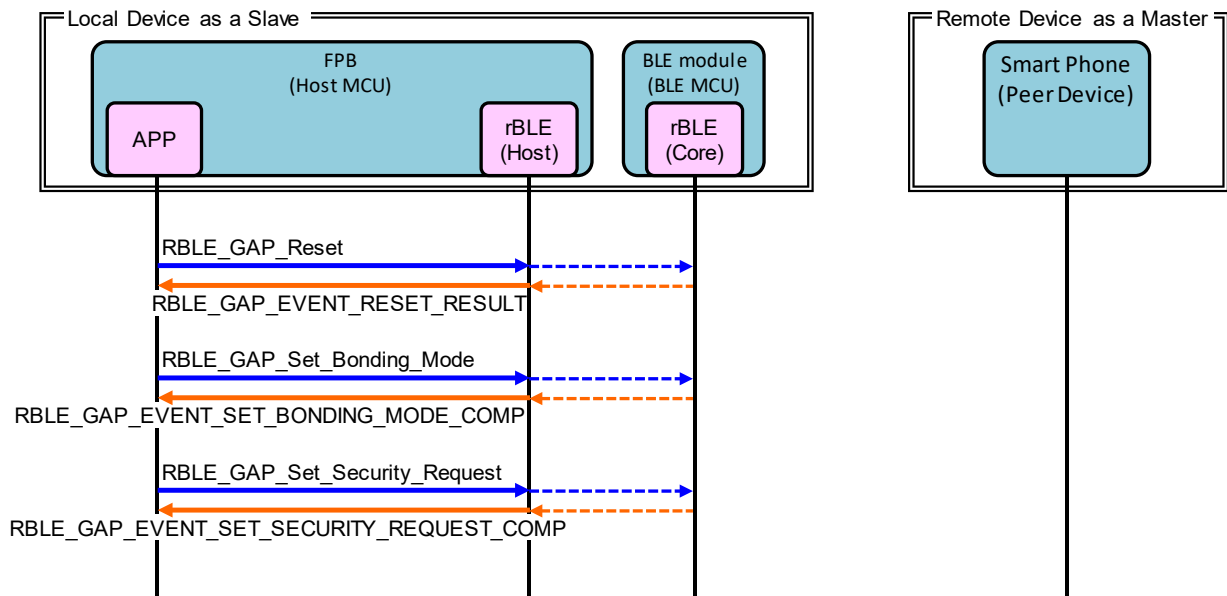 Local Device as a Slave
Remote Device as a Master
FPB
(Host MCU)
BLE module
(BLE MCU)
Smart Phone
(Peer Device)
APP
rBLE
(Host)
rBLE
(Core)
RBLE_GAP_Reset
RBLE_GAP_EVENT_RESET_RESULT
RBLE_GAP_Set_Bonding_Mode
RBLE_GAP_EVENT_SET_BONDING_MODE_COMP
RBLE_GAP_Set_Security_Request
RBLE_GAP_EVENT_SET_SECURITY_REQUEST_COMP